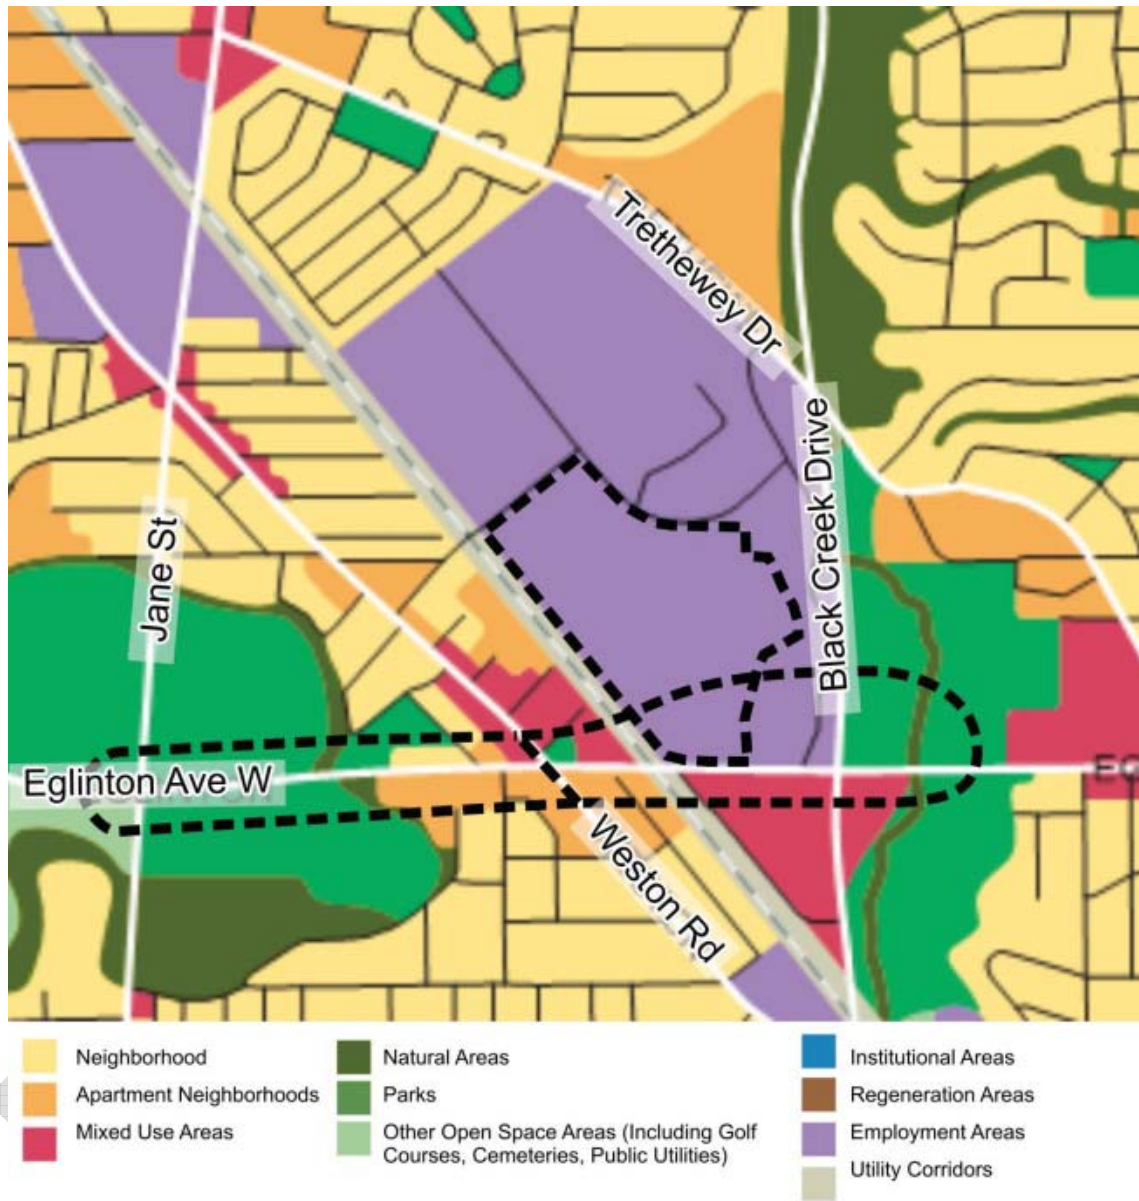 Trethewey Dr
Black Creek Drive
Jane St
Eglinton Ave W
EG
Weston Rd
Neighborhood
Apartment Neighborhoods
Mixed Use Areas
Natural Areas
Parks
Other Open Space Areas (Including Golf
Courses, Cemeteries, Public Utilities)
Institutional Areas
Regeneration Areas
Employment Areas
Utility Corridors